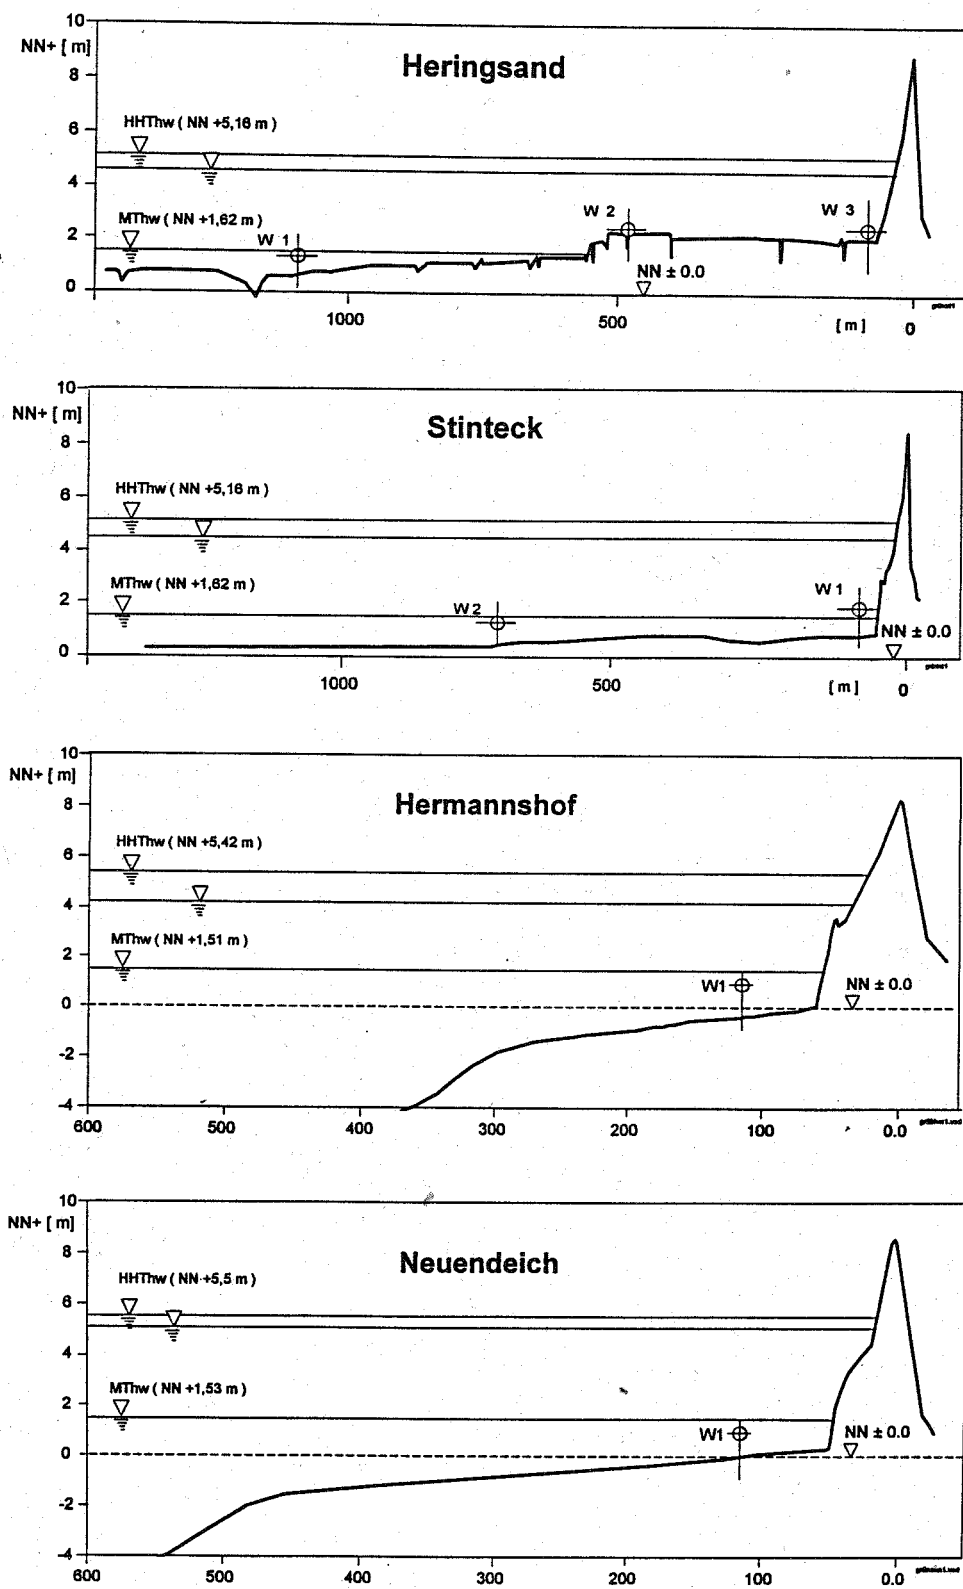 10
NN+ [ m]
Heringsand
8
HHThw ( NN +5,16 m )
6
4
MThw ( NN +1,62 m )
W 1
W 2
W 3
2
NN ± 0.0
0
1000
500
[ m ]
0
10
NN+ [ m]
Stinteck
8
HHThw ( NN +5,16 m )
6
4
MThw ( NN +1,62 m )
W 2
W 1
2
NN ± 0.0
0
1000
500
[ m ]
0
10
NN+ [ m]
Hermannshof
8
HHThw ( NN +5,42 m )
6
4
MThw ( NN +1,51 m )
2
W1
NN ± 0.0
0
-2
-4
600
500
400
300
200
100
0.0
10
NN+ [ m]
Neuendeich
8
HHThw ( NN +5,5 m )
6
4
MThw ( NN +1,53 m )
2
W1
NN ± 0.0
0
-2
-4
600
500
400
300
200
100
0.0